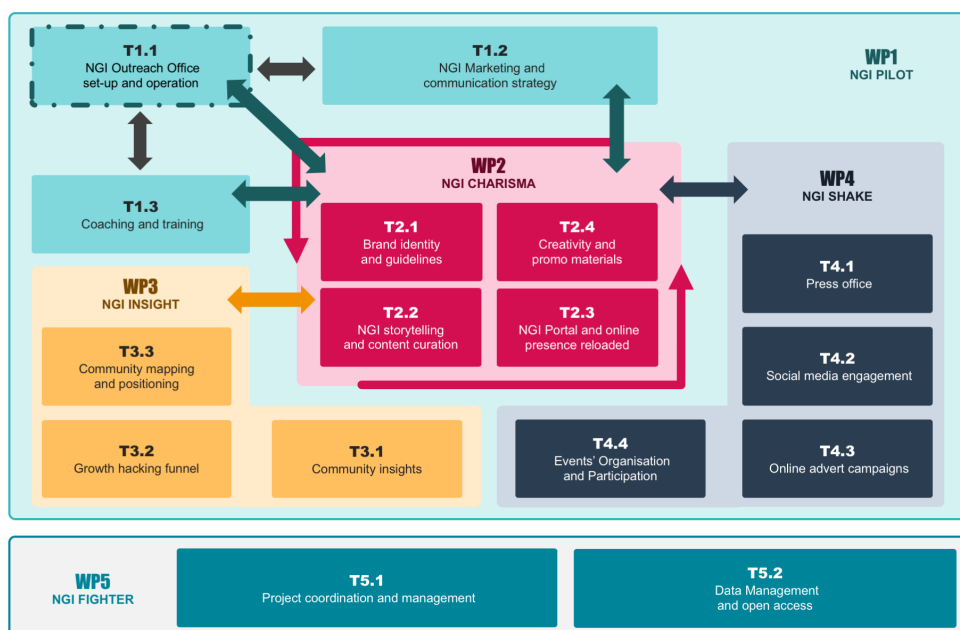 T1.1
NGI Outreach Office
set-up and operation
T1.2
NGI Marketing and
communication strategy
WP1
NGI PILOT
T1.3
Coaching and training
WP2
NGI CHARISMA
T2.1
Brand identity
and guidelines
T2.4
Creativity and
promo materials
T2.2
NGI storytelling
and content curation
T2.3
NGI Portal and online
presence reloaded
WP3
NGI INSIGHT
T3.3
Community mapping
and positioning
T3.2
Growth hacking funnel
T3.1
Community insights
WP4
NGI SHAKE
T4.1
Press office
T4.2
Social media engagement
T4.4
Events’ Organisation
and Participation
T4.3
Online advert campaigns
WP5
NGI FIGHTER
T5.1
Project coordination and management
T5.2
Data Management
and open access